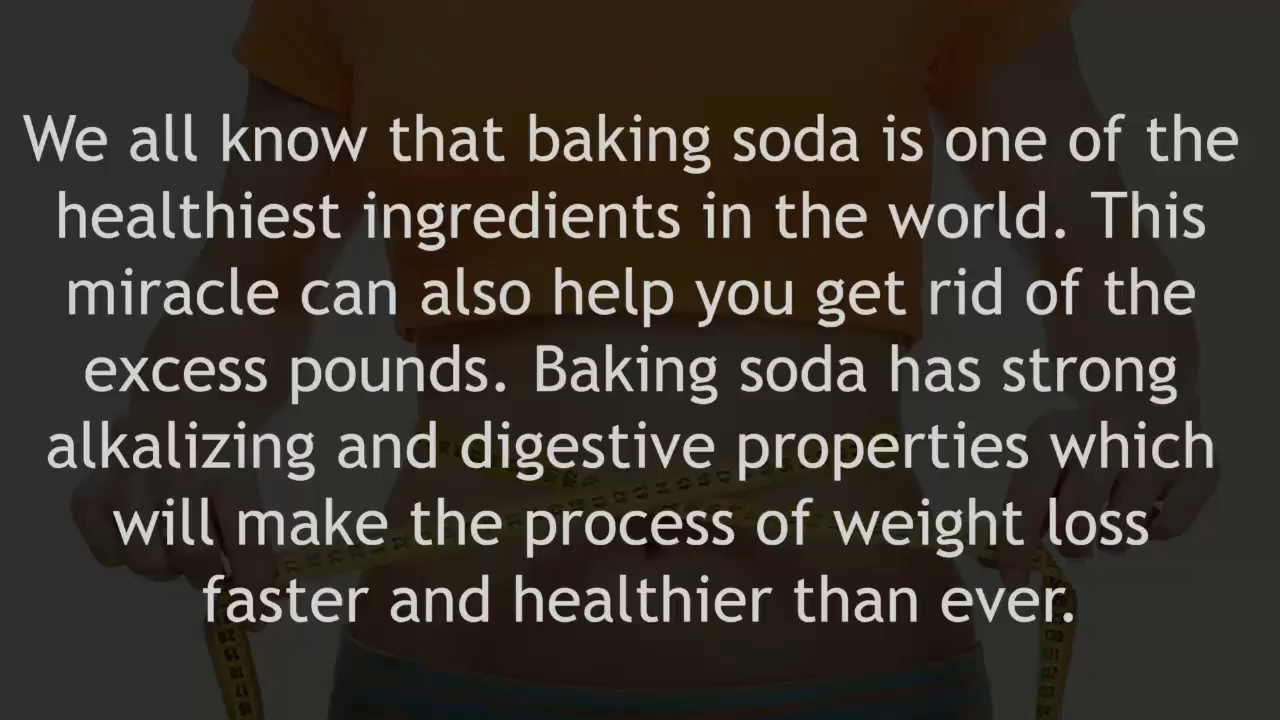 We all know that baking soda is one of the
healthiest ingredients in the world. This
miracle can also help you get rid of the
excess pounds. Baking soda has strong
alkalizing and digestive properties which
will make the process of weight loss
faster and healthier than ever.